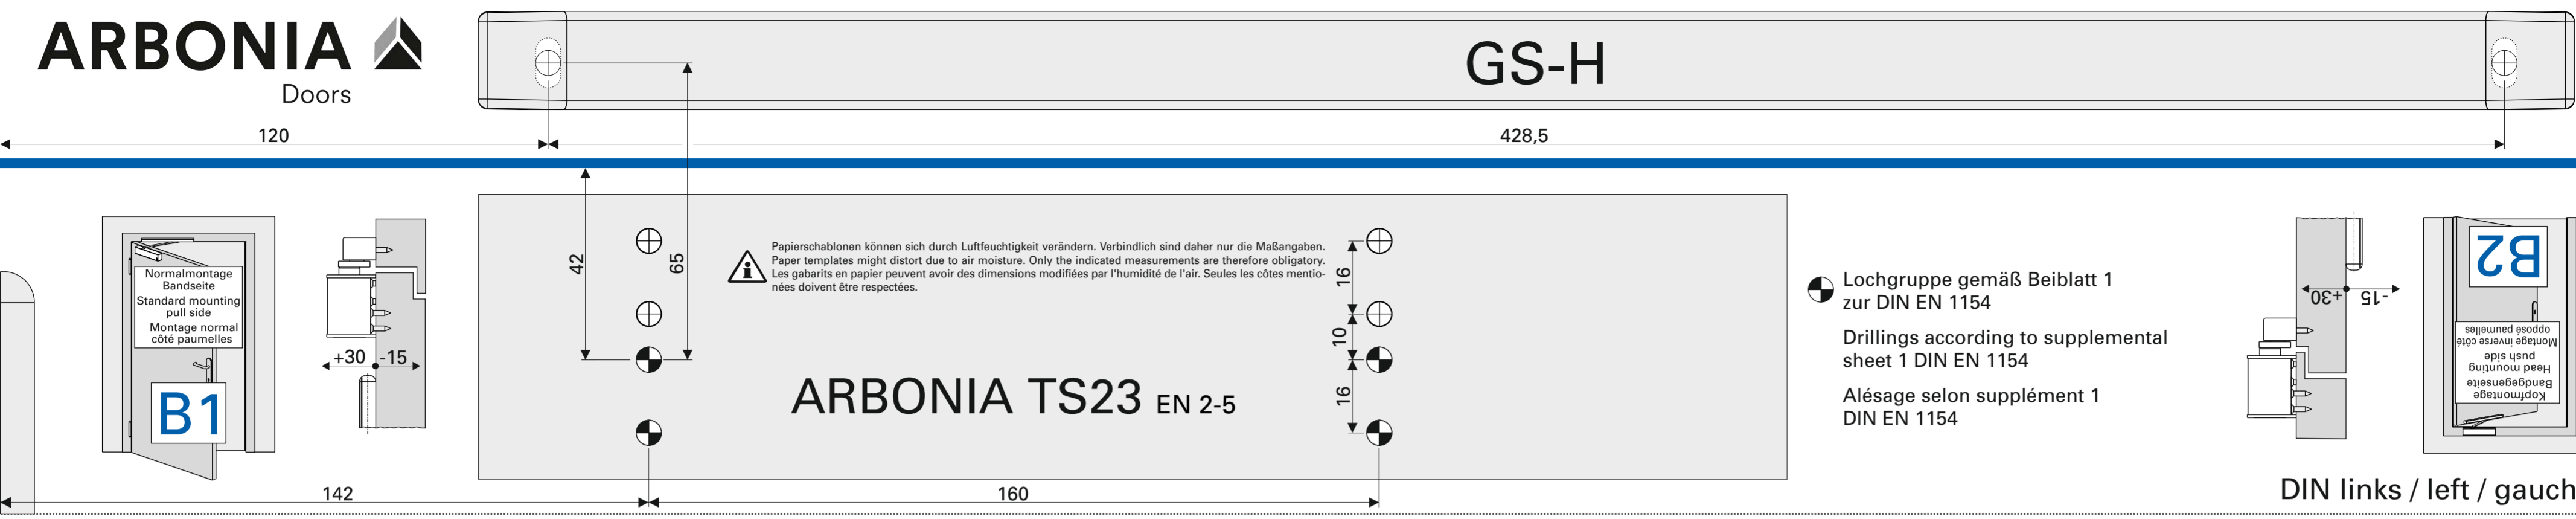 ARBONIA
Doors
GS-H
120
428,5
Normalmontage
Bandseite
Standard mounting
pull side
Montage normal
côté paumelles
B1
+30
-15
42
65
Papierschablonen können sich durch Luftfeuchtigkeit verändern. Verbindlich sind daher nur die Maßangaben.
Paper templates might distort due to air moisture. Only the indicated measurements are therefore obligatory.
Les gabarits en papier peuvent avoir des dimensions modifiées par l'humidité de l'air. Seules les côtes mentio-
nées doivent être respectées.
16
10
16
ARBONIA TS23 EN 2-5
Lochgruppe gemäß Beiblatt 1
zur DIN EN 1154
Drillings according to supplemental
sheet 1 DIN EN 1154
Alésage selon supplément 1
DIN EN 1154
-15
+30
B2
Kopfmontage
Bandgegenseite
Head mounting
push side
Montage inverse côté
opposé paumelles
142
160
DIN links / left / gauch